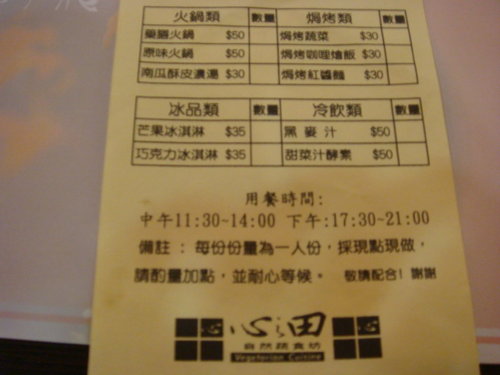 火鍋類 數量 焗烤類 數量
藥膳火鍋 $50 焗烤蔬菜 $30
原味火鍋 $50 焗烤咖哩燴飯 $30
南瓜酥皮濃湯 $30 焗烤紅醬麵 $30
冰品類 數量 冷飲類 數量
芒果冰淇淋 $35 黑麥汁 $50
巧克力冰淇淋 $35 甜菜汁酵素 $50
用餐時間:
中午11:30~14:00 下午:17:30~21:00
備註：每份份量為一人份，採現點現做，
請酌量加點，並耐心等候。 敬請配合! 謝謝
心 心之田 心
自然蔬食坊
Vegetarian Cuisine